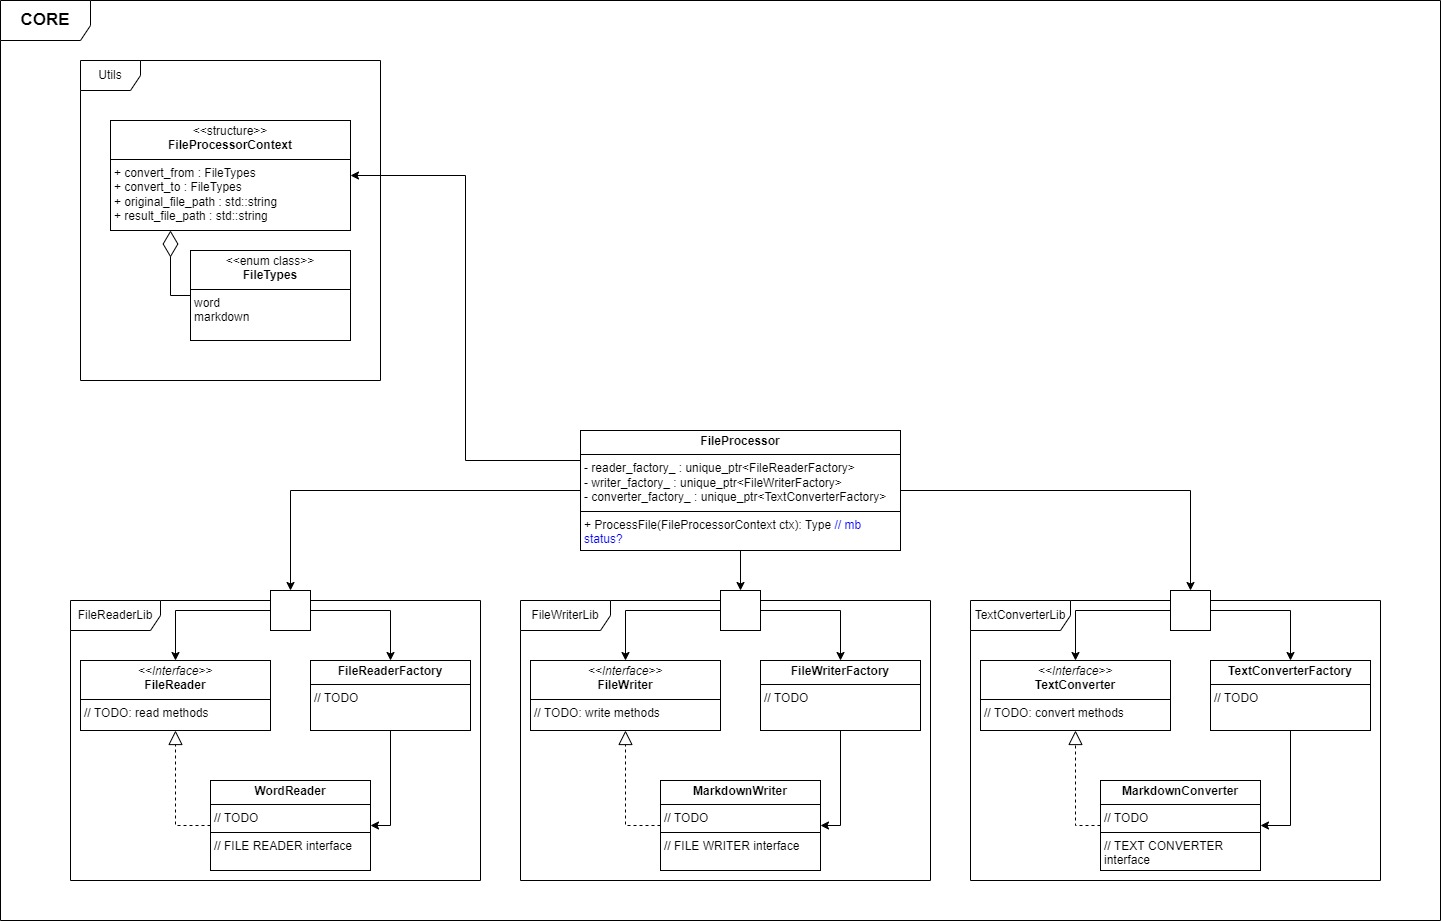 CORE
Utils
<<structure>>
FileProcessorContext
+ convert_from : FileTypes
+ convert_to : FileTypes
+ original_file_path : std::string
+ result_file_path : std::string
<<enum class>>
FileTypes
word
markdown
FileProcessor
- reader_factory_ : unique_ptr<FileReaderFactory>
- writer_factory_ : unique_ptr<FileWriterFactory>
- converter_factory_ : unique_ptr<TextConverterFactory>
+ ProcessFile(FileProcessorContext ctx): Type // mb
status?
FileReaderLib
<<Interface>>
FileReader
// TODO: read methods
FileReaderFactory
// TODO
WordReader
// TODO
// FILE READER interface
FileWriterLib
<<Interface>>
FileWriter
// TODO: write methods
FileWriterFactory
// TODO
MarkdownWriter
// TODO
// FILE WRITER interface
TextConverterLib
<<Interface>>
TextConverter
// TODO: convert methods
TextConverterFactory
// TODO
MarkdownConverter
// TODO
// TEXT CONVERTER
interface